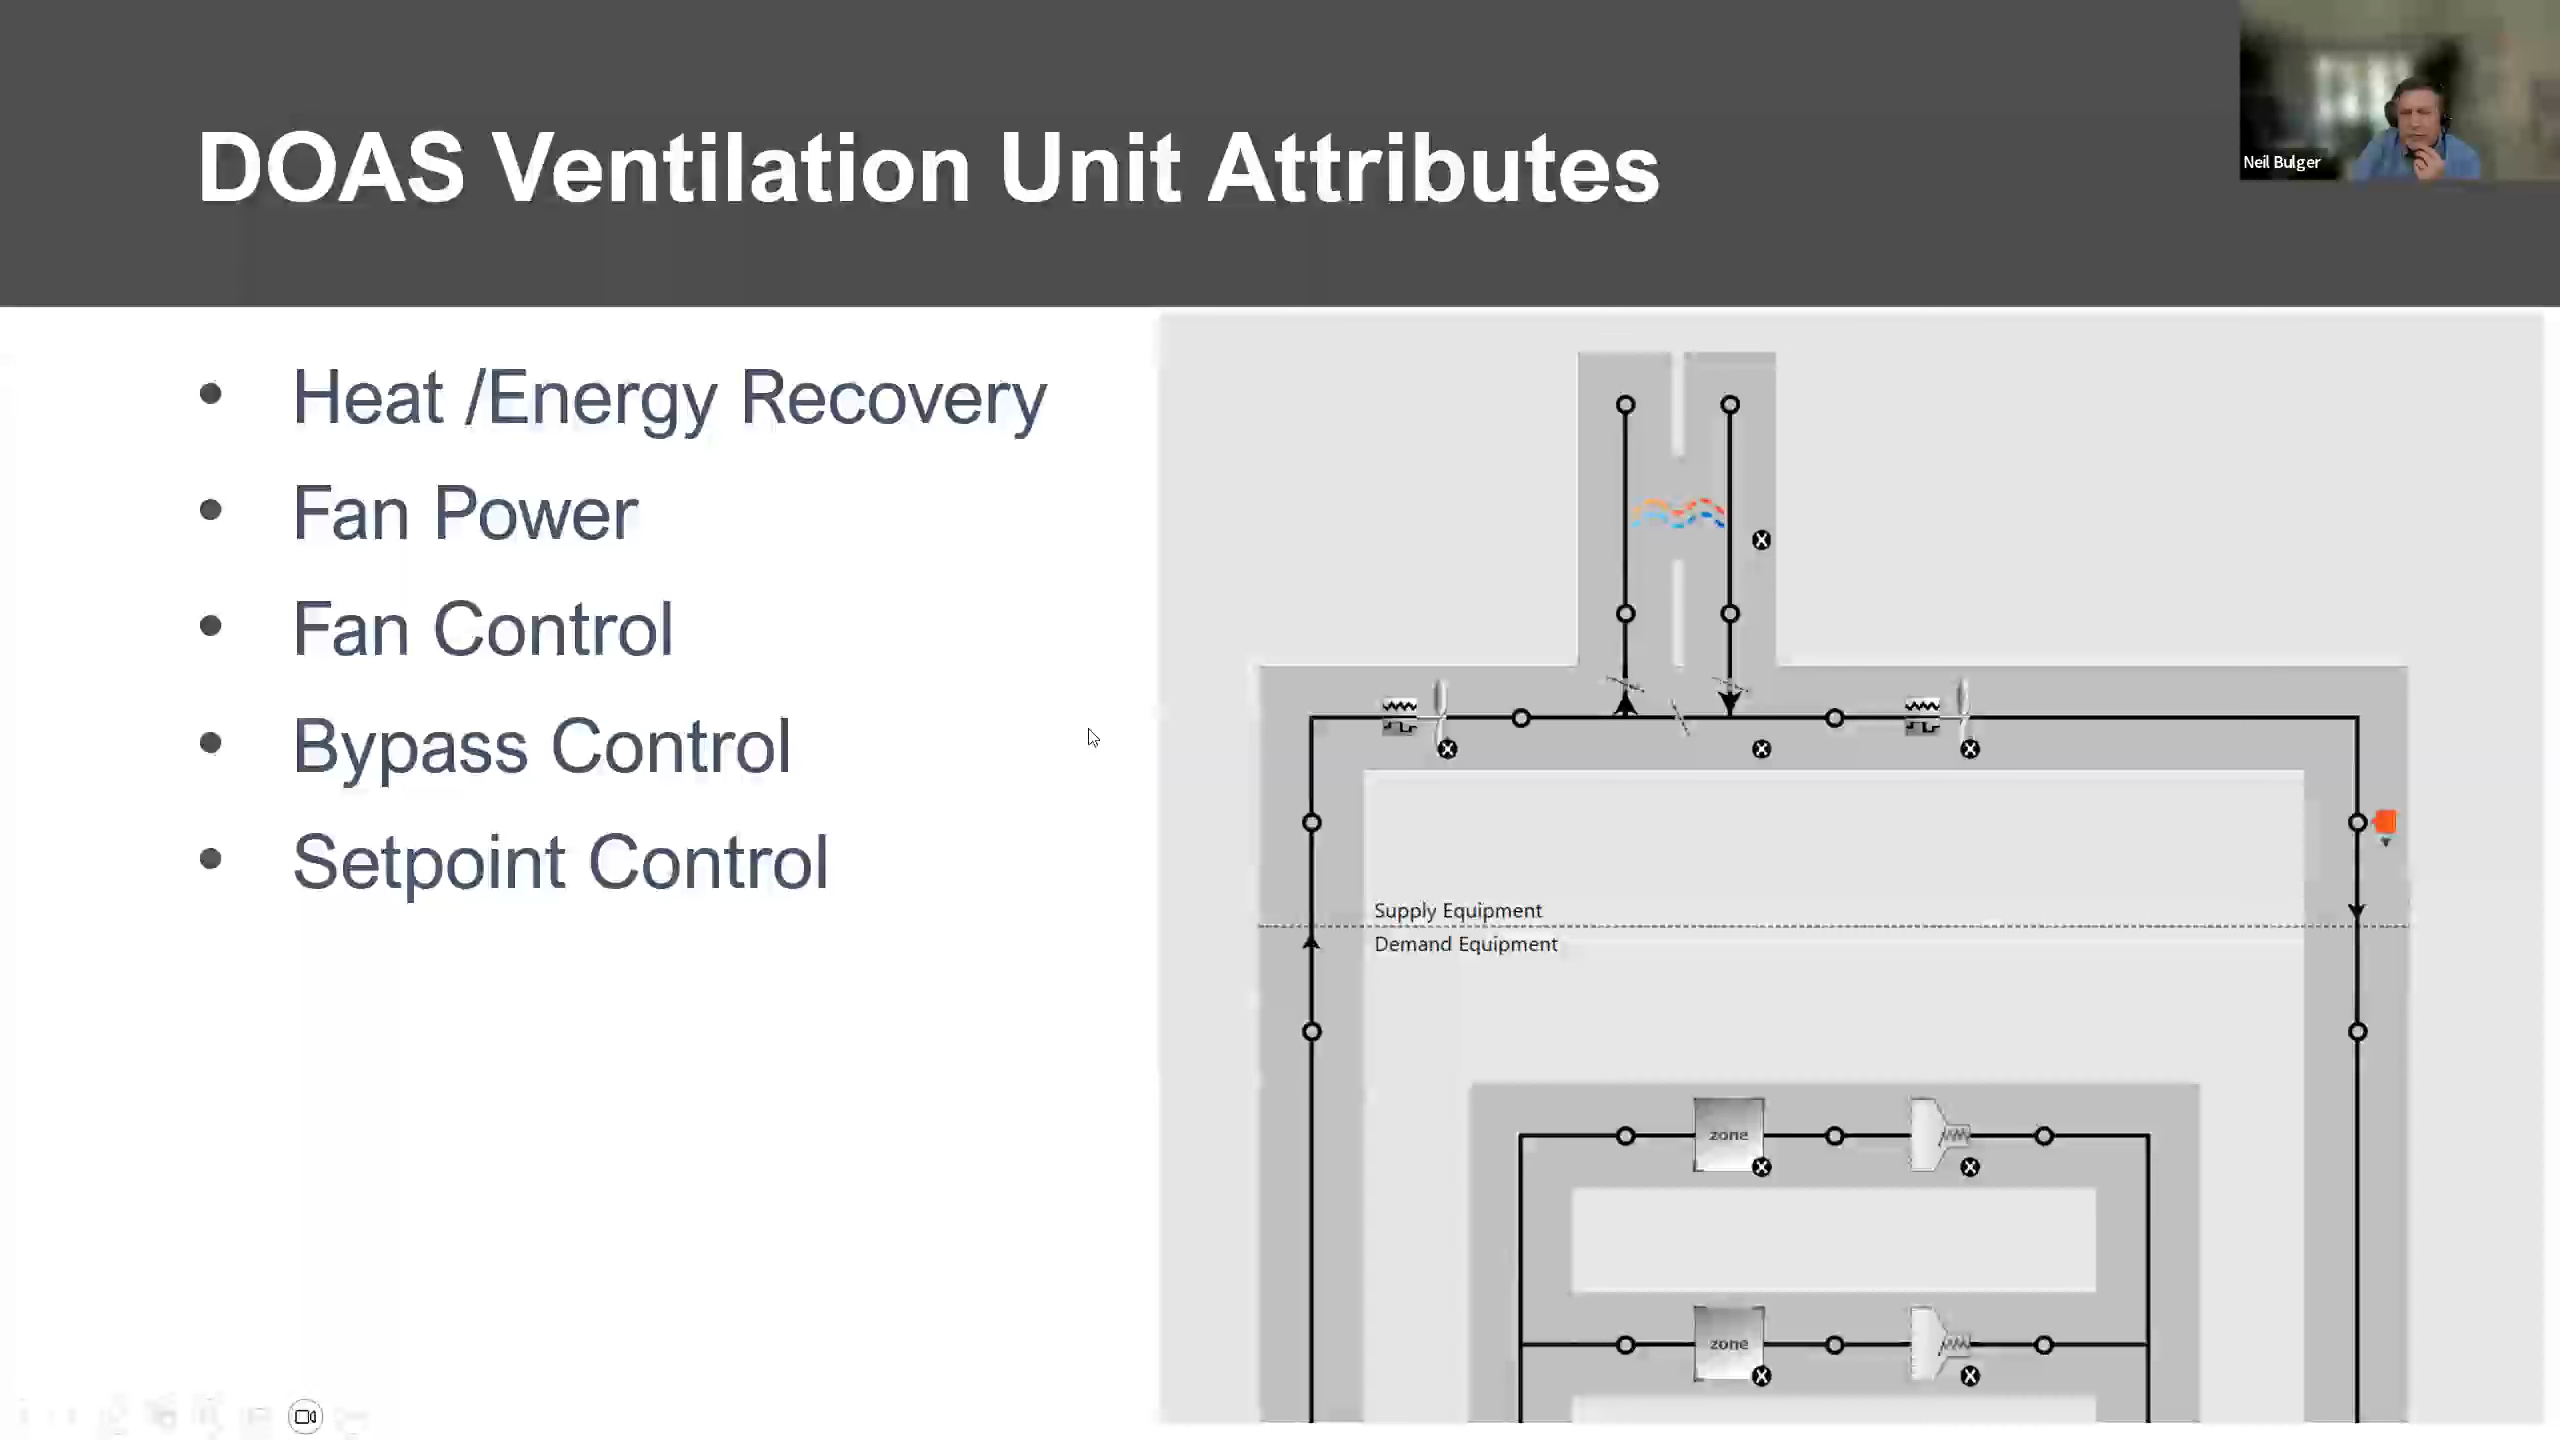 DOAS Ventilation Unit Attributes
Neil Bulger
• Heat /Energy Recovery
• Fan Power
• Fan Control
• Bypass Control
• Setpoint Control
Supply Equipment
Demand Equipment
zone
zone